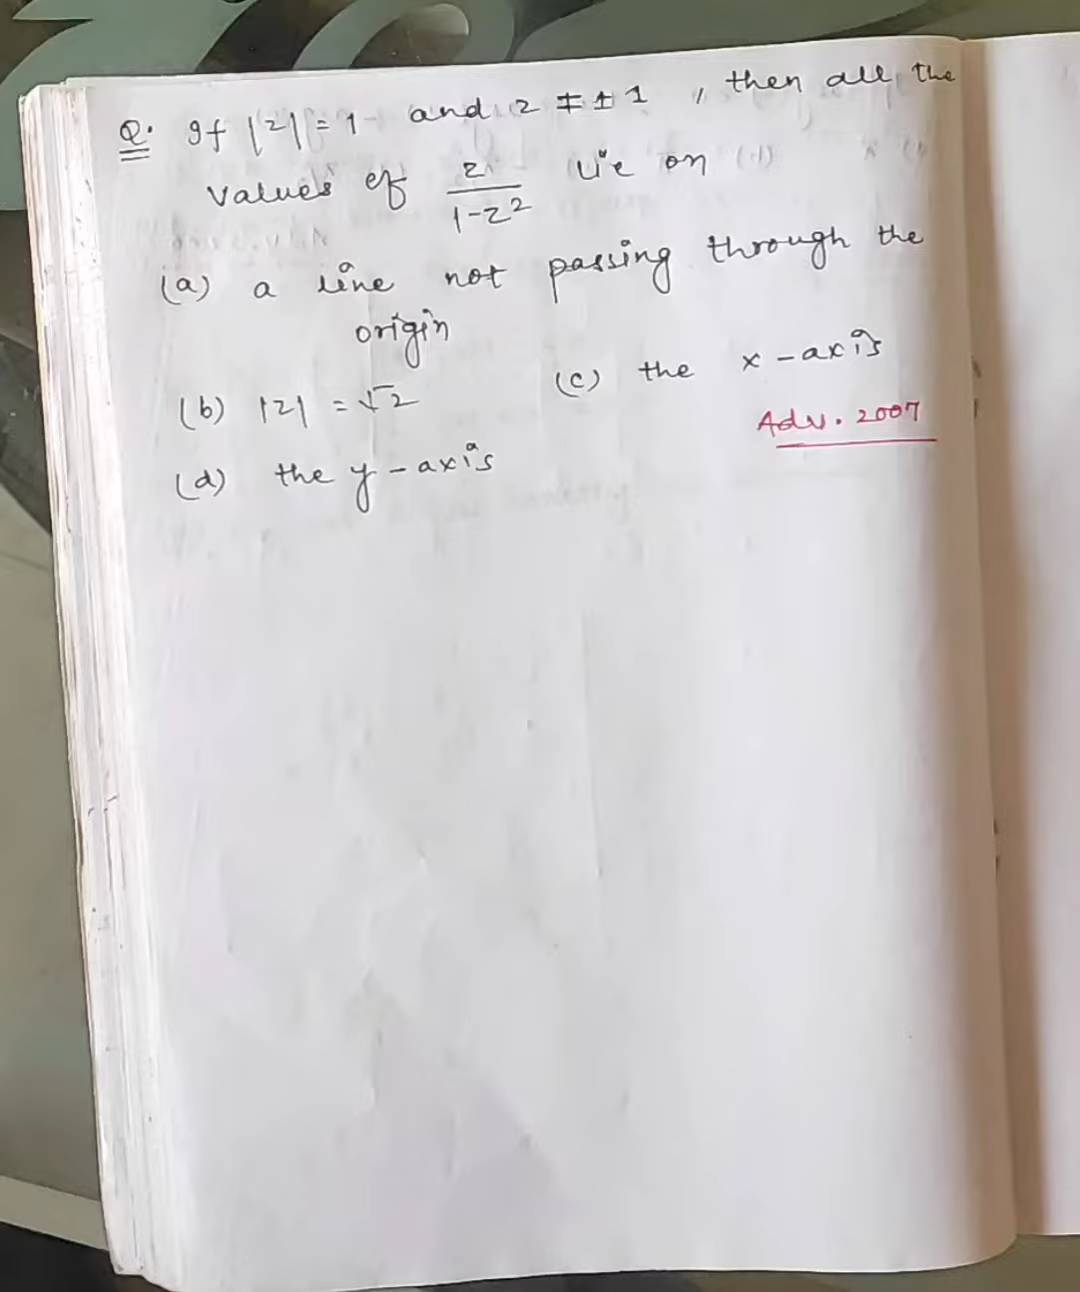 Q. If |z| = 1 and z ≠ ± 1, then all the
values of z/(1-z²) lie on
(a) a line not passing through the
origin
(b) |z| = √2 (c) the x-axis
Adv. 2007
(d) the y-axis